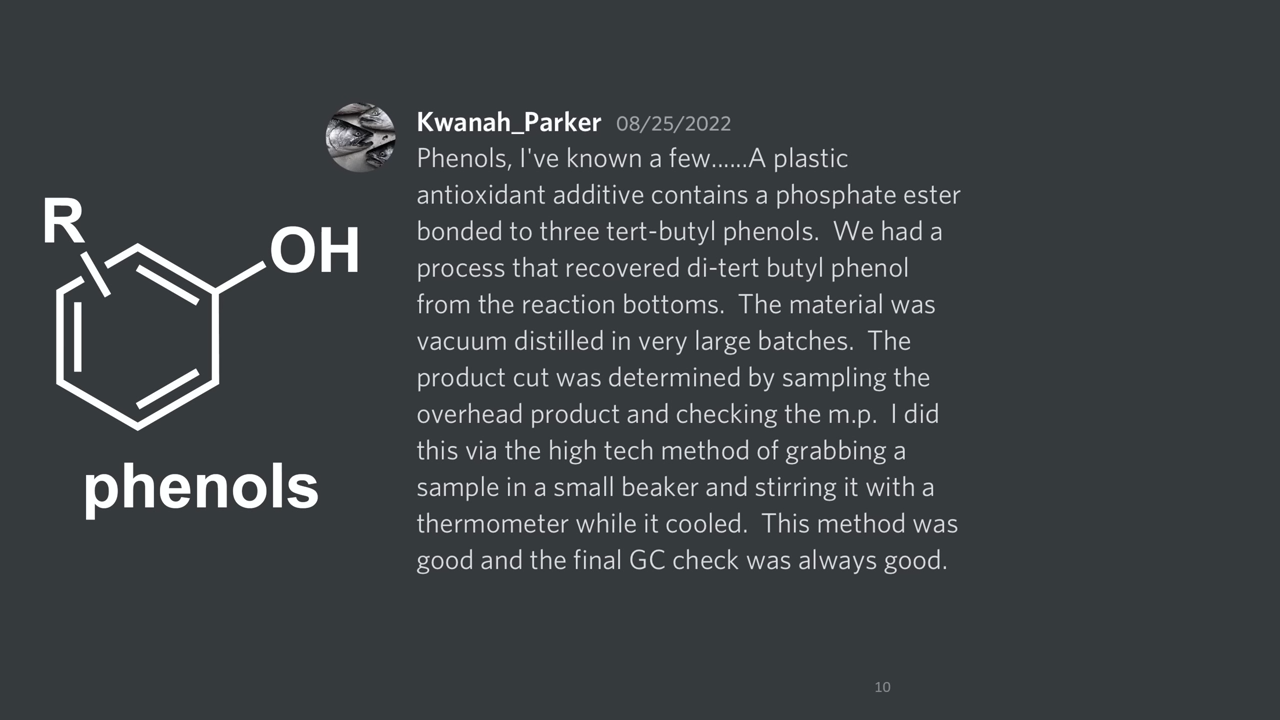 Kwanah_Parker 08/25/2022
Phenols, I've known a few......A plastic
antioxidant additive contains a phosphate ester
bonded to three tert-butyl phenols.  We had a
process that recovered di-tert butyl phenol
from the reaction bottoms.  The material was
vacuum distilled in very large batches.  The
product cut was determined by sampling the
overhead product and checking the m.p.  I did
this via the high tech method of grabbing a
sample in a small beaker and stirring it with a
thermometer while it cooled.  This method was
good and the final GC check was always good.
R
OH
phenols
10